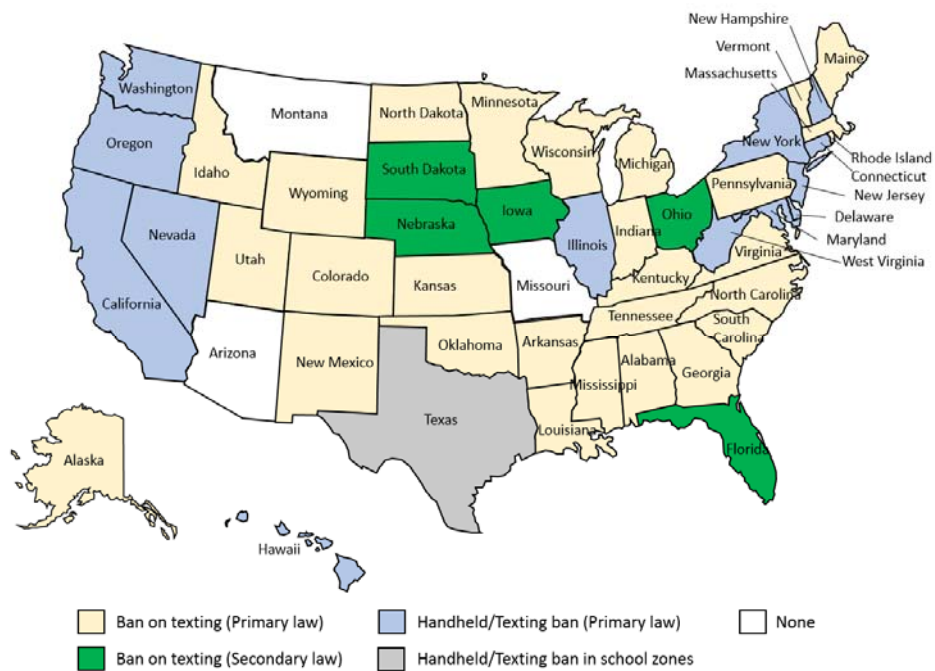 New Hampshire
Vermont
Massachusetts
Maine
Washington
Montana
North Dakota
Minnesota
Oregon
Idaho
Wisconsin
Michigan
New York
Rhode Island
Connecticut
South Dakota
Wyoming
Pennsylvania
New Jersey
Nebraska
Iowa
Ohio
Delaware
Nevada
Illinois
Indiana
Maryland
Utah
Colorado
Virginia
West Virginia
California
Kansas
Missouri
Kentucky
North Carolina
Tennessee
Arizona
New Mexico
Oklahoma
Arkansas
South
Carolina
Alabama
Georgia
Mississippi
Texas
Louisiana
Florida
Alaska
Hawaii
Ban on texting (Primary law)
Handheld/Texting ban (Primary law)
None
Ban on texting (Secondary law)
Handheld/Texting ban in school zones